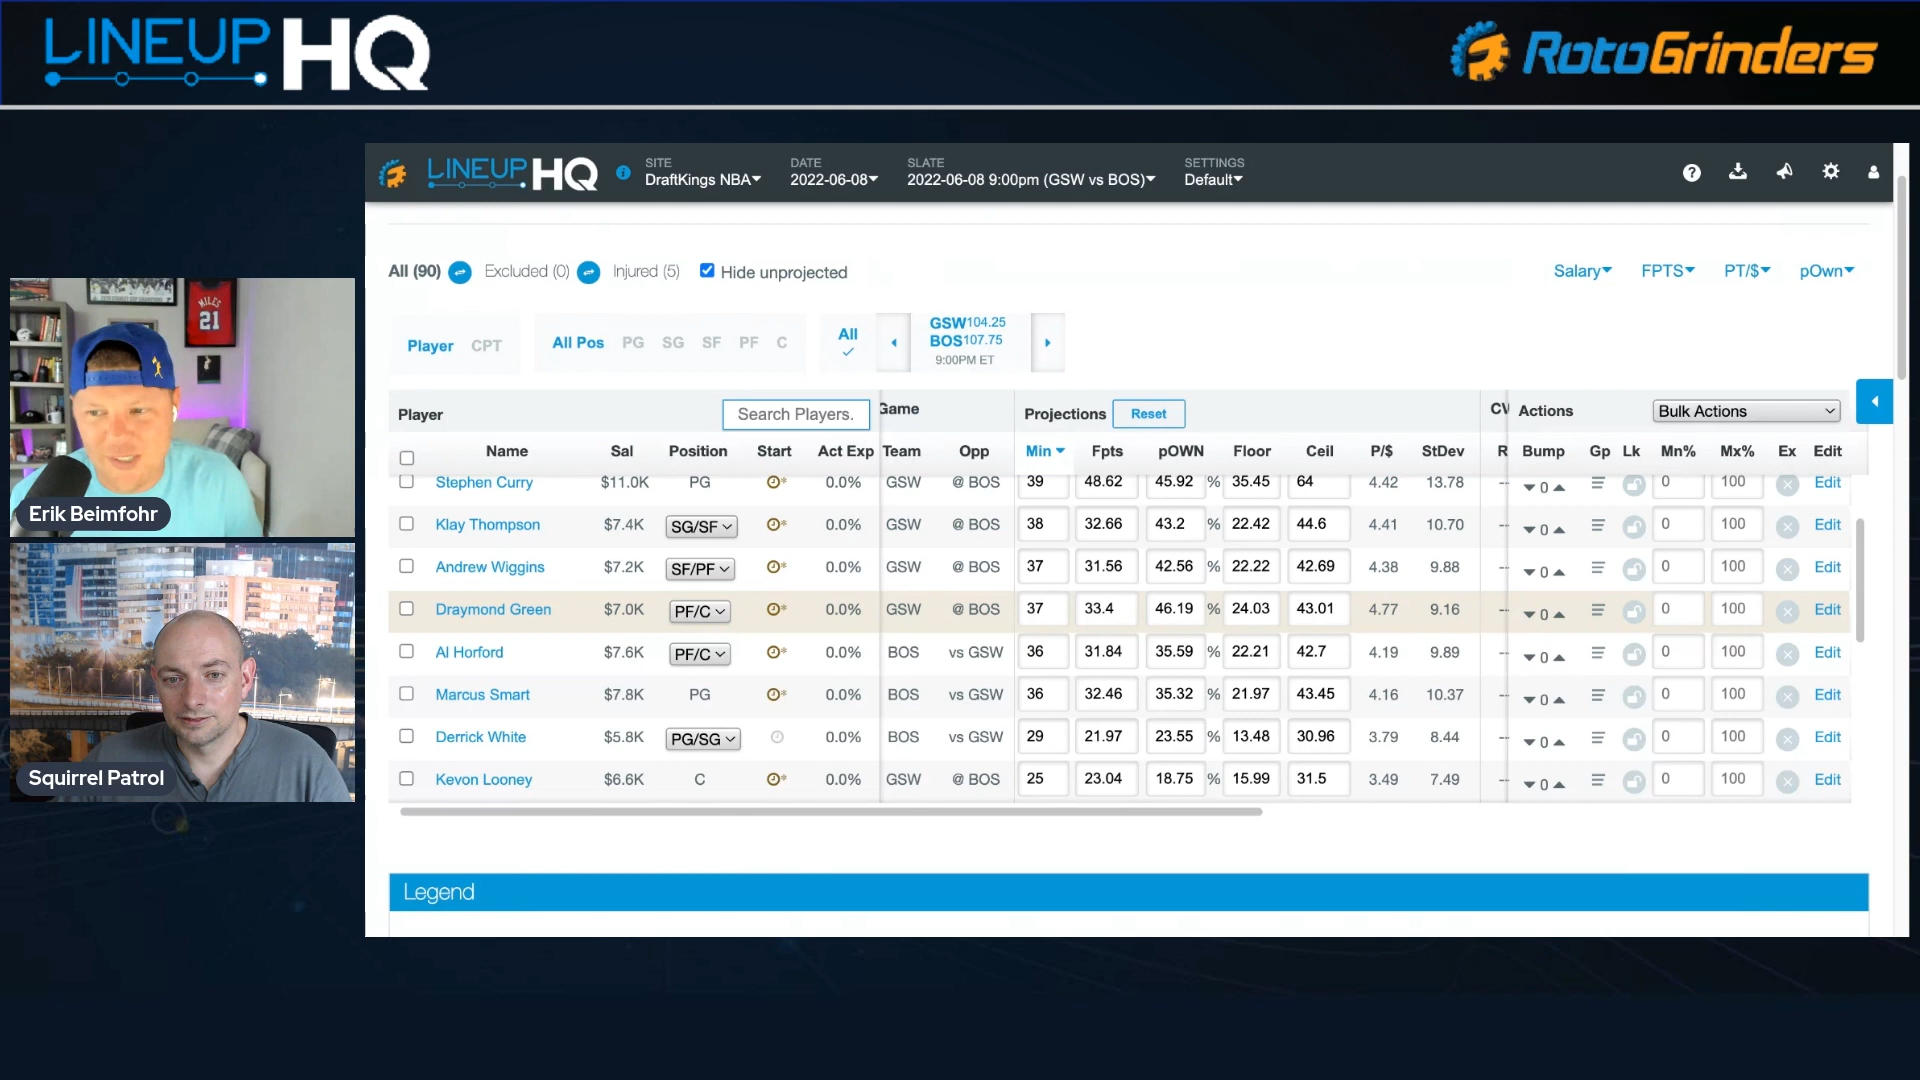 LINEUP HQ
RotoGrinders
LINEUP HQ
SITE
DraftKings NBA
DATE
2022-06-08
SLATE
2022-06-08 9:00pm (GSW vs BOS)
SETTINGS
Default
All (90) Excluded (0) Injured (5) Hide unprojected
Salary FPTS PT/$ pOwn
Player CPT
All Pos PG SG SF PF C
All
GSW104.25
BOS107.75
9:00PM ET
Player Search Players. Game Projections Reset CV Actions Bulk Actions
Name Sal Position Start Act Exp Team Opp Min Fpts pOWN Floor Ceil P/$ StDev R Bump Gp Lk Mn% Mx% Ex Edit
Stephen Curry $11.0K PG 0.0% GSW @ BOS 39 48.62 45.92 % 35.45 64 4.42 13.78 -- 0 0 100 Edit
Klay Thompson $7.4K SG/SF 0.0% GSW @ BOS 38 32.66 43.2 % 22.42 44.6 4.41 10.70 -- 0 0 100 Edit
Andrew Wiggins $7.2K SF/PF 0.0% GSW @ BOS 37 31.56 42.56 % 22.22 42.69 4.38 9.88 -- 0 0 100 Edit
Draymond Green $7.0K PF/C 0.0% GSW @ BOS 37 33.4 46.19 % 24.03 43.01 4.77 9.16 -- 0 0 100 Edit
Al Horford $7.6K PF/C 0.0% BOS vs GSW 36 31.84 35.59 % 22.21 42.7 4.19 9.89 -- 0 0 100 Edit
Marcus Smart $7.8K PG 0.0% BOS vs GSW 36 32.46 35.32 % 21.97 43.45 4.16 10.37 -- 0 0 100 Edit
Derrick White $5.8K PG/SG 0.0% BOS vs GSW 29 21.97 23.55 % 13.48 30.96 3.79 8.44 -- 0 0 100 Edit
Kevon Looney $6.6K C 0.0% GSW @ BOS 25 23.04 18.75 % 15.99 31.5 3.49 7.49 -- 0 0 100 Edit
Legend
MILES
21
Erik Beimfohr
Squirrel Patrol